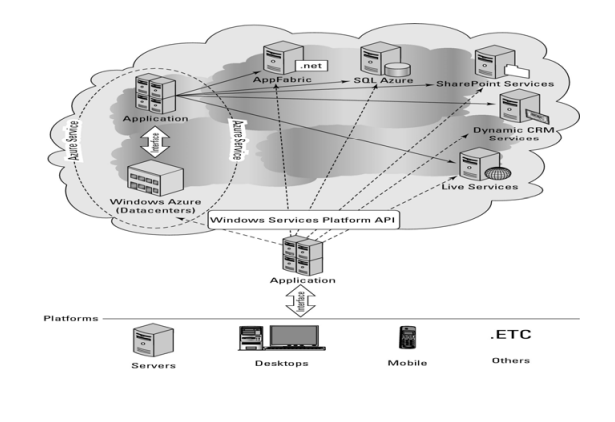 .net
AppFabric
SQL Azure
SharePoint Services
Application
Dynamic CRM
Services
Azure Service
Interface
Azure Service
Live Services
Windows Azure
(Datacenters)
Windows Services Platform API
Application
Interface
Platforms
Servers
Desktops
Mobile
.ETC
Others